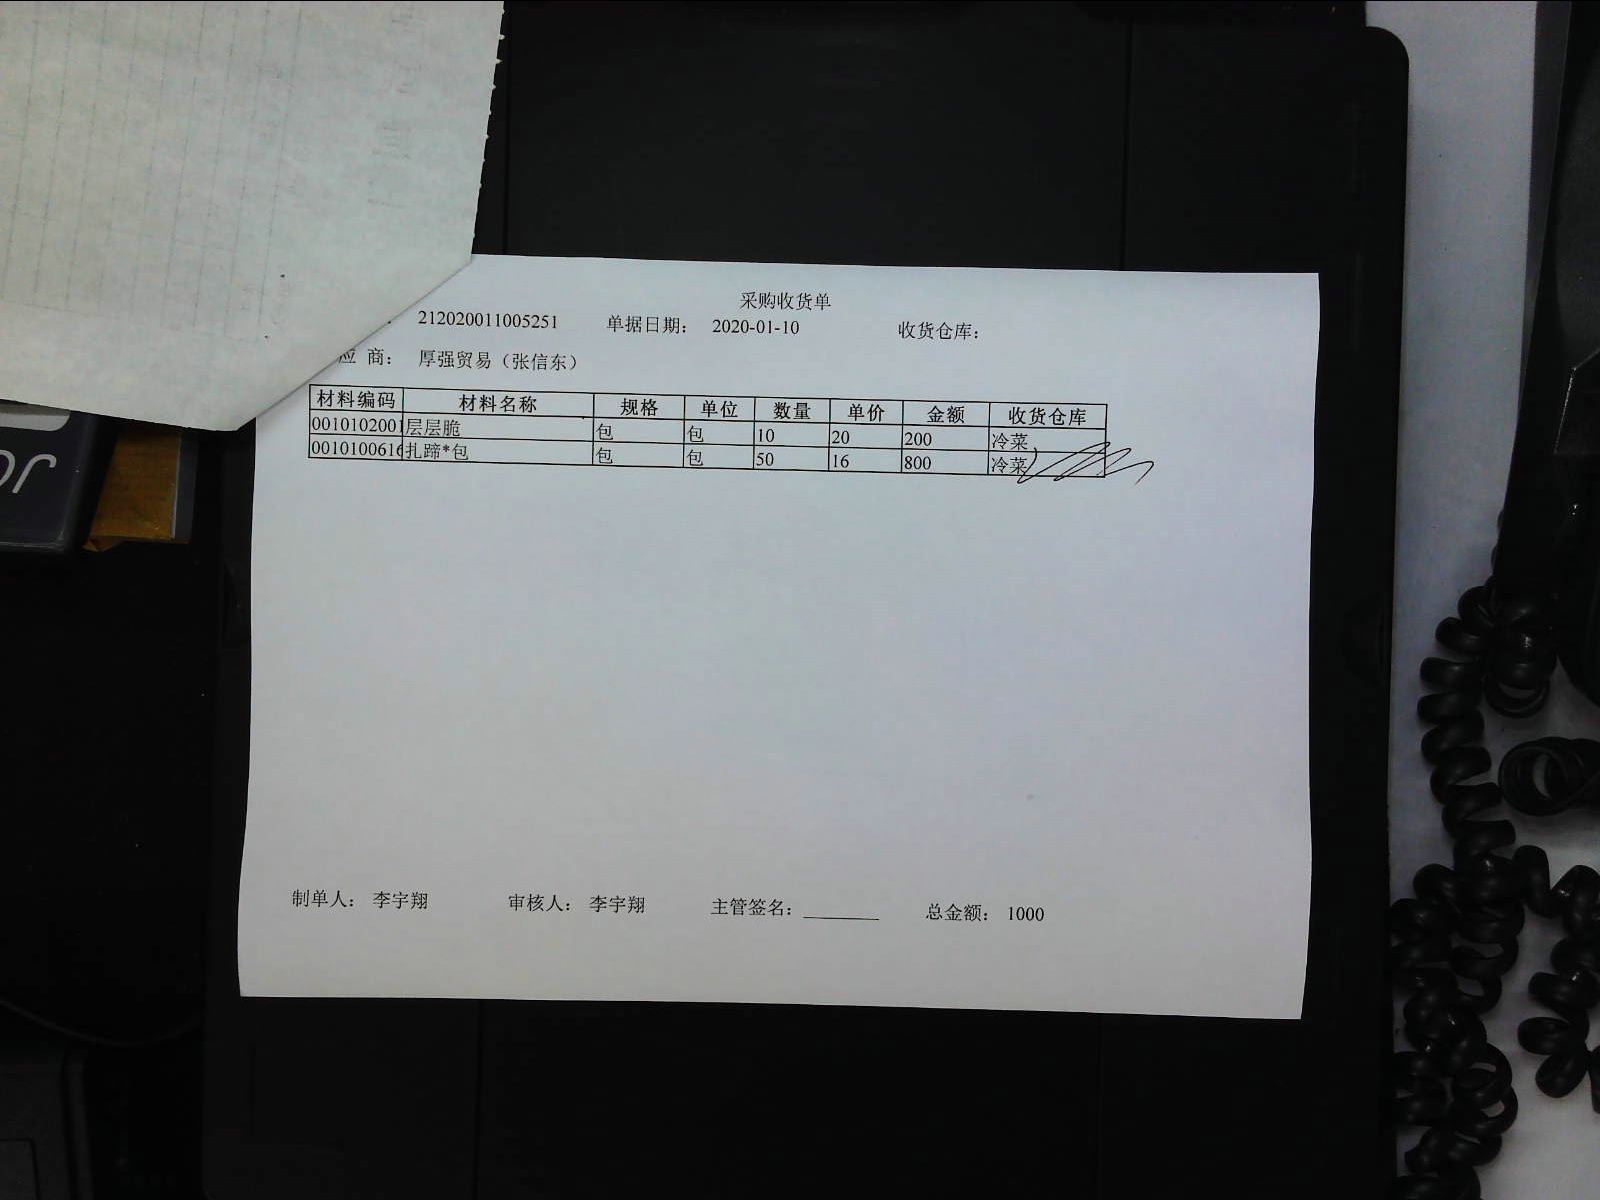 采购收货单
212020011005251 单据日期： 2020-01-10 收货仓库：
应 商： 厚强贸易（张信东）
材料编码 材料名称 规格 单位 数量 单价 金额 收货仓库
0010102001 层层脆 包 包 10 20 200 冷菜
001010061 扎蹄*包 包 包 50 16 800 冷菜
制单人： 李宇翔 审核人： 李宇翔 主管签名：________ 总金额： 1000